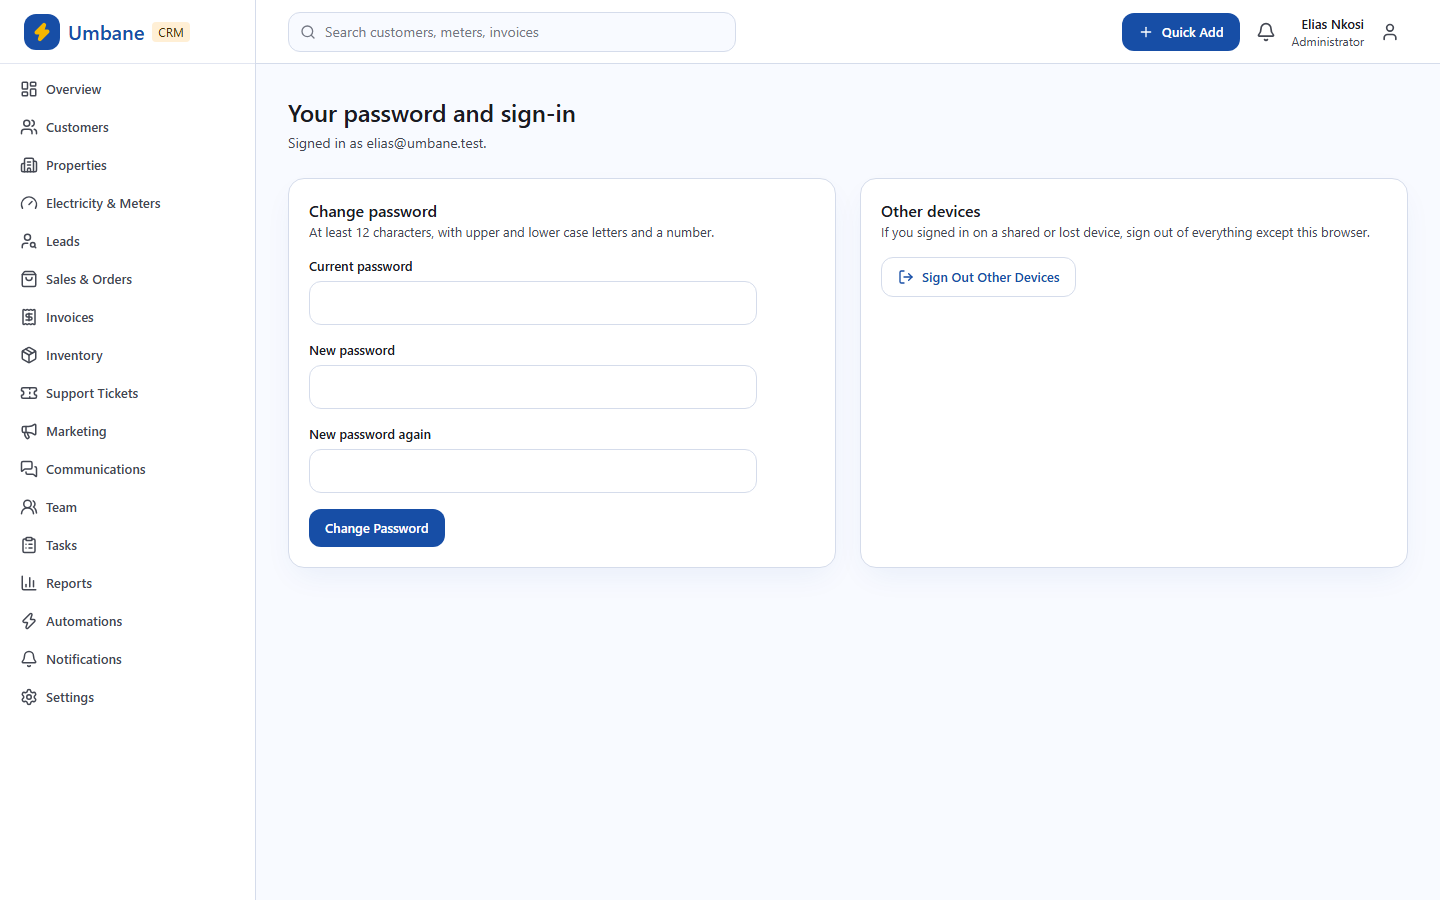 Umbane CRM
Search customers, meters, invoices
Quick Add
Elias Nkosi
Administrator
Overview
Customers
Properties
Electricity & Meters
Leads
Sales & Orders
Invoices
Inventory
Support Tickets
Marketing
Communications
Team
Tasks
Reports
Automations
Notifications
Settings
Your password and sign-in
Signed in as elias@umbane.test.
Change password
At least 12 characters, with upper and lower case letters and a number.
Current password
New password
New password again
Change Password
Other devices
If you signed in on a shared or lost device, sign out of everything except this browser.
Sign Out Other Devices